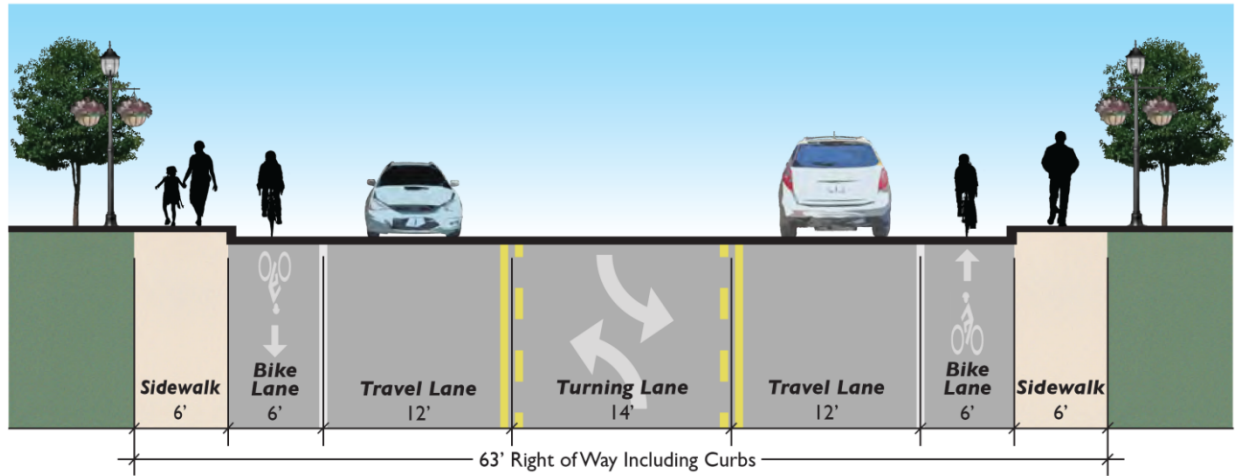 Sidewalk
6'
Bike
Lane
6'
Travel Lane
12'
Turning Lane
14'
Travel Lane
12'
Bike
Lane
6'
Sidewalk
6'
63' Right of Way Including Curbs